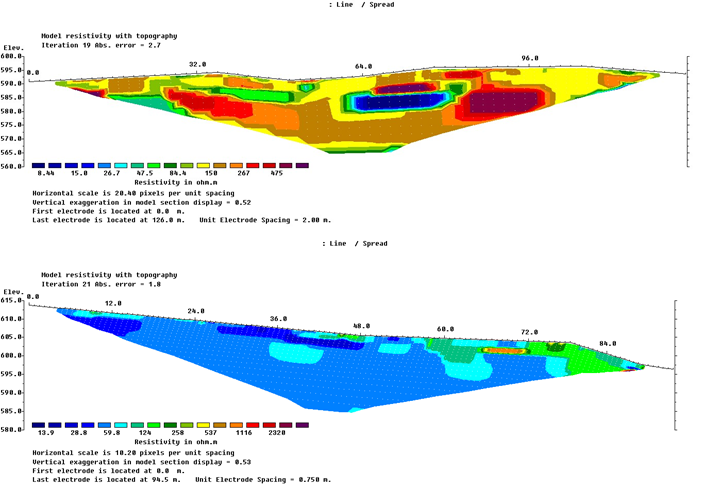 : Line / Spread
Model resistivity with topography
Iteration 19 Abs. error = 2.7
Elev.
600.0
96.0
32.0
64.0
595.0
0.0
590.0
585.0
580.0
575.0
570.0
565.0
560.0
8.44 15.0 26.7 47.5 84.4 150 267 475
Resistivity in ohm.m
Horizontal scale is 20.40 pixels per unit spacing
Vertical exaggeration in model section display = 0.52
First electrode is located at 0.0 m.
Last electrode is located at 126.0 m. Unit Electrode Spacing = 2.00 m.
: Line / Spread
Model resistivity with topography
Iteration 21 Abs. error = 1.8
Elev.
615.0
0.0
12.0
610.0
24.0
36.0
48.0
60.0
72.0
84.0
605.0
600.0
595.0
590.0
585.0
580.0
13.9 28.8 59.8 124 258 537 1116 2320
Resistivity in ohm.m
Horizontal scale is 10.20 pixels per unit spacing
Vertical exaggeration in model section display = 0.53
First electrode is located at 0.0 m.
Last electrode is located at 94.5 m. Unit Electrode Spacing = 0.750 m.